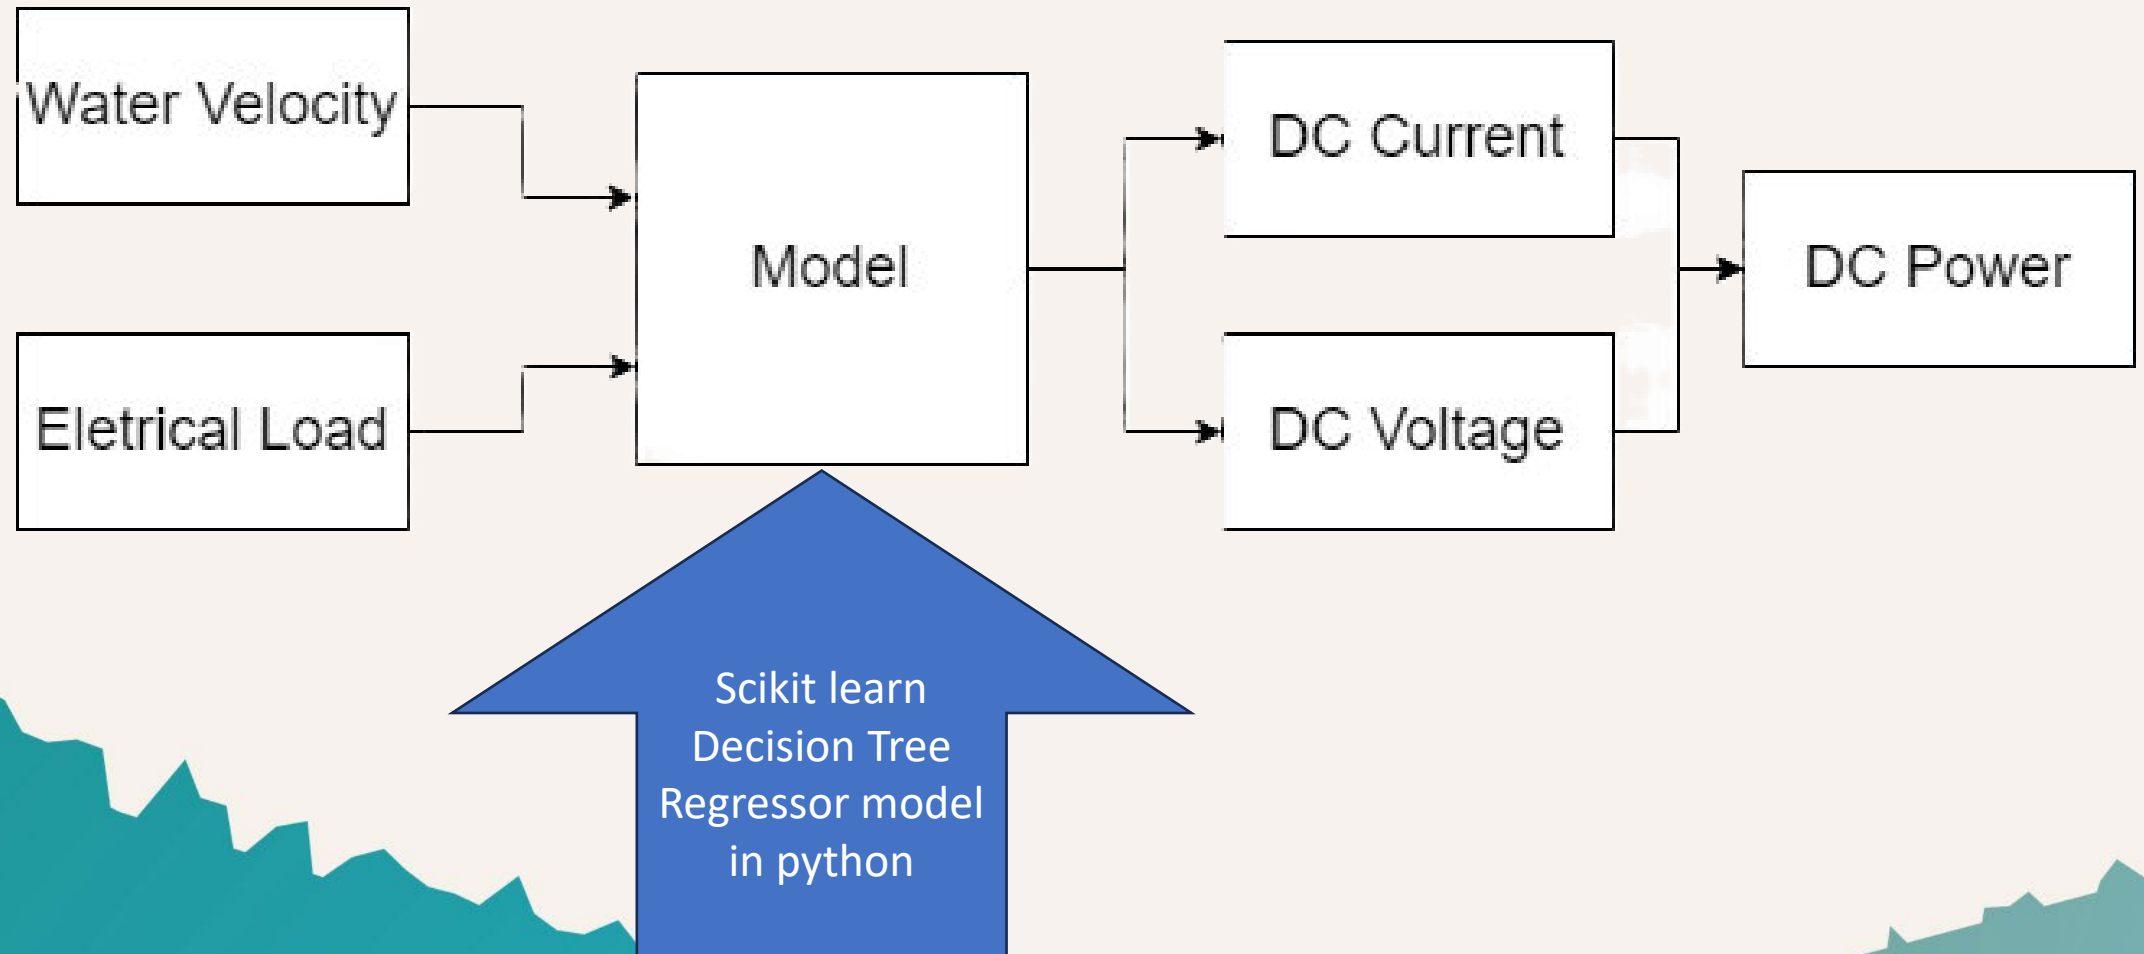 Water Velocity
Eletrical Load
Model
DC Current
DC Voltage
DC Power
Scikit learn
Decision Tree
Regressor model
in python